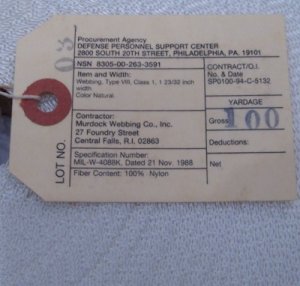 Procurement Agency
DEFENSE PERSONNEL SUPPORT CENTER
2800 SOUTH 20TH STREET, PHILADELPHIA, PA. 19101
NSN 8305-00-263-3591
Item and Width:
Webbing, Type VIII, Class 1, 1 23/32 inch
width.
Color Natural.
CONTRACT/O.I.
No. & Date
SP0100-94-C-5132
YARDAGE
Gross 100
Deductions:
Net
Contractor:
Murdock Webbing Co., Inc.
27 Foundry Street
Central Falls, R.I. 02863
Specification Number:
MIL-W-4088K, Dated 21 Nov. 1988
Fiber Content: 100% Nylon
LOT NO.